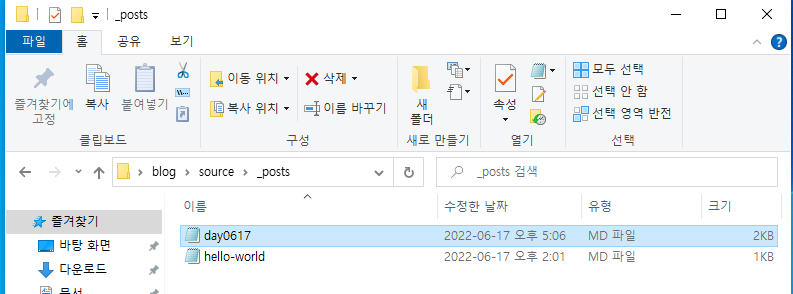 _posts
파일 홈 공유 보기
즐겨찾기에 고정
복사
붙여넣기
클립보드
이동 위치
복사 위치
삭제
이름 바꾸기
구성
새 폴더
새로 만들기
속성
열기
모두 선택
선택 안 함
선택 영역 반전
선택
blog > source > _posts
_posts 검색
즐겨찾기
바탕 화면
다운로드
문서
이름 수정한 날짜 유형 크기
day0617 2022-06-17 오후 5:06 MD 파일 2KB
hello-world 2022-06-17 오후 2:01 MD 파일 1KB